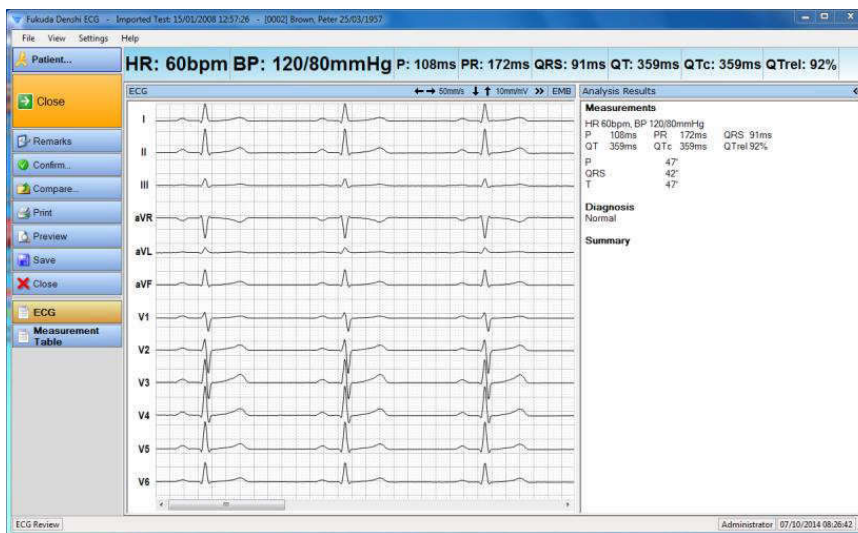 Fukuda Denshi ECG - Imported Test: 15/01/2008 12:57:26 - [0002] Brown, Peter 25/03/1957
File View Settings Help
Patient...
HR: 60bpm BP: 120/80mmHg P: 108ms PR: 172ms QRS: 91ms QT: 359ms QTc: 359ms QTrel: 92%
Close
Remarks
Confirm...
Compare...
Print
Preview
Save
Close
ECG
Measurement
Table
ECG 50mm/s 10mm/mV EMB
I
II
III
aVR
aVL
aVF
V1
V2
V3
V4
V5
V6
Analysis Results
Measurements
HR 60bpm, BP 120/80mmHg
P 108ms PR 172ms QRS 91ms
QT 359ms QTc 359ms QTrel 92%
P 47°
QRS 42°
T 47°
Diagnosis
Normal
Summary
ECG Review
Administrator 07/10/2014 08:26:42